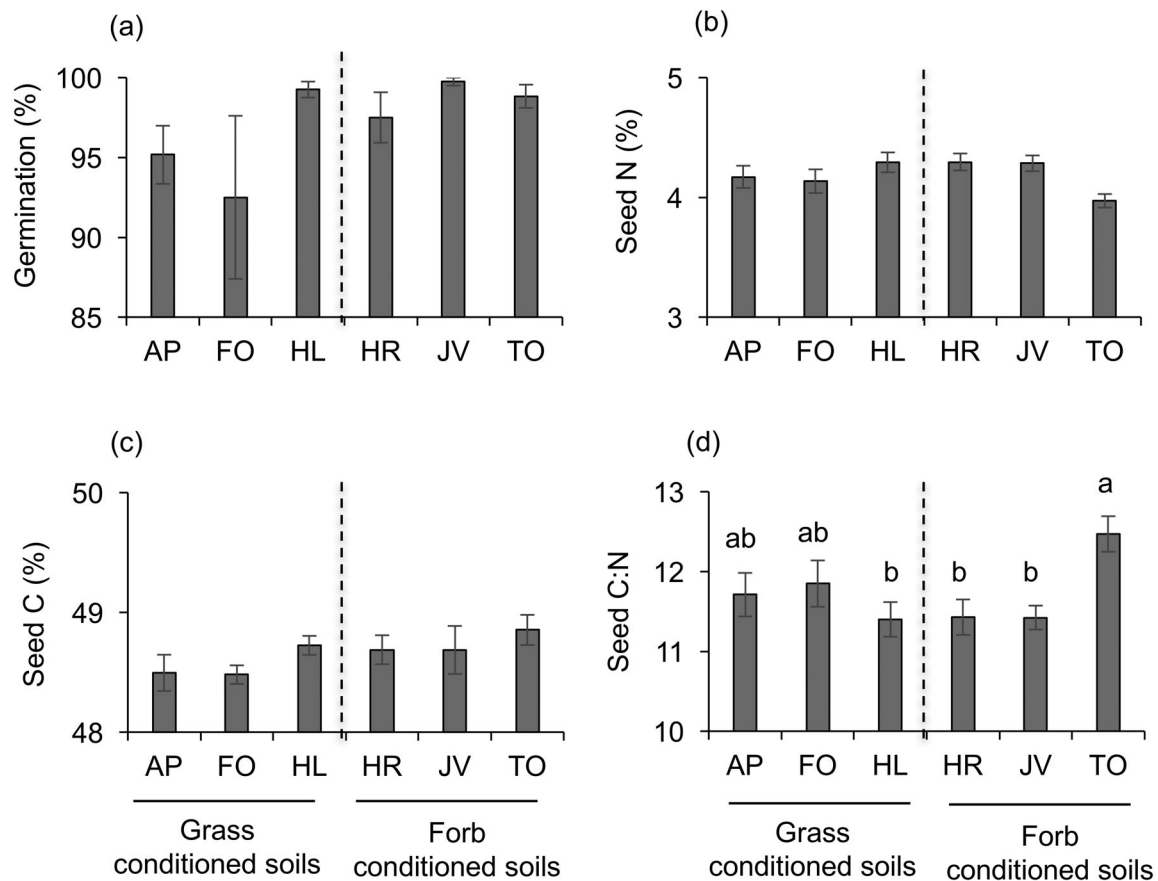 (a)
Germination (%)
100
95
90
85
AP FO HL HR JV TO
(b)
Seed N (%)
5
4
3
AP FO HL HR JV TO
(c)
Seed C (%)
50
49
48
AP FO HL HR JV TO
Grass
conditioned soils
Forb
conditioned soils
(d)
Seed C:N
13
12
11
10
ab ab b b b a
AP FO HL HR JV TO
Grass
conditioned soils
Forb
conditioned soils